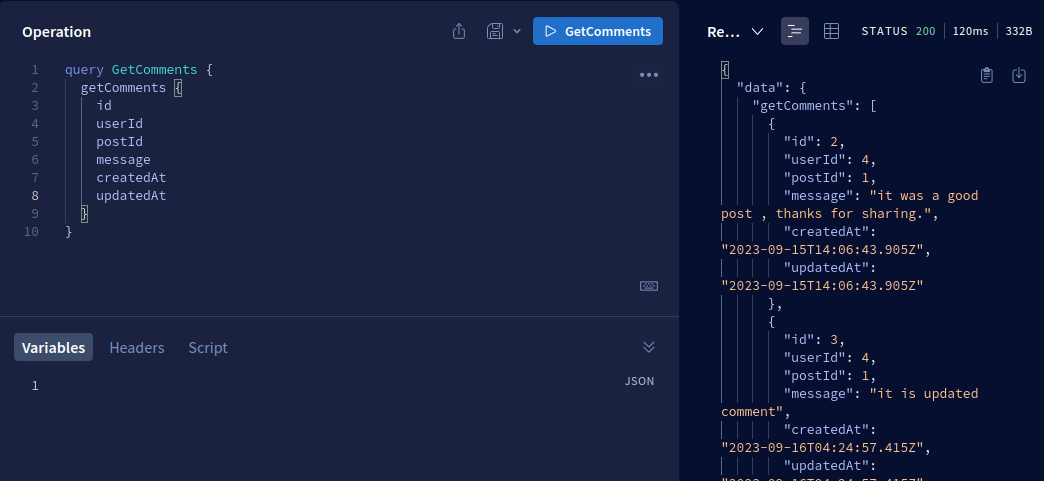 Operation
GetComments
1 query GetComments {
2 getComments {
3 id
4 userId
5 postId
6 message
7 createdAt
8 updatedAt
9 }
10 }
Variables
Headers
Script
1
JSON
Re...
STATUS 200
120ms
332B
{
"data": {
"getComments": [
{
"id": 2,
"userId": 4,
"postId": 1,
"message": "it was a good
post , thanks for sharing.",
"createdAt":
"2023-09-15T14:06:43.905Z",
"updatedAt":
"2023-09-15T14:06:43.905Z"
},
{
"id": 3,
"userId": 4,
"postId": 1,
"message": "it is updated
comment",
"createdAt":
"2023-09-16T04:24:57.415Z",
"updatedAt":